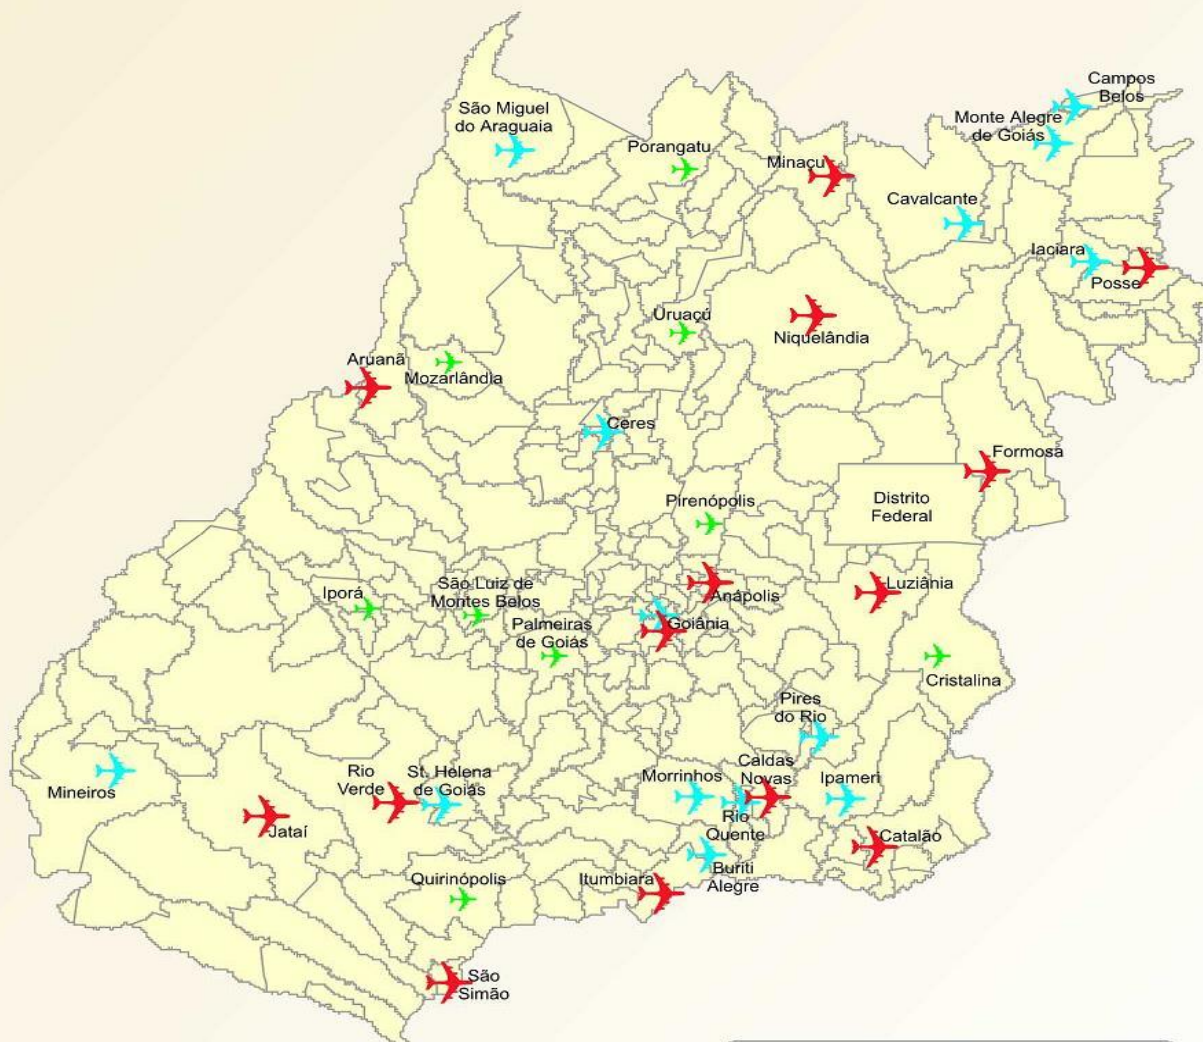 Campos
Belos
São Miguel
do Araguaia
Monte Alegre
de Goiás
Porangatu
Minaçu
Cavalcante
Iaciara
Posse
Uruaçú
Niquelândia
Aruanã
Mozarlândia
Ceres
Formosa
Pirenópolis
Distrito
Federal
Iporá
São Luiz de
Montes Belos
Anápolis
Luziânia
Palmeiras
de Goiás
Goiânia
Cristalina
Pires
do Rio
Mineiros
Rio
Verde
St. Helena
de Goiás
Morrinhos
Caldas
Novas
Ipameri
Jataí
Rio
Quente
Catalão
Quirinópolis
Itumbiara
Buriti
Alegre
São
Simão